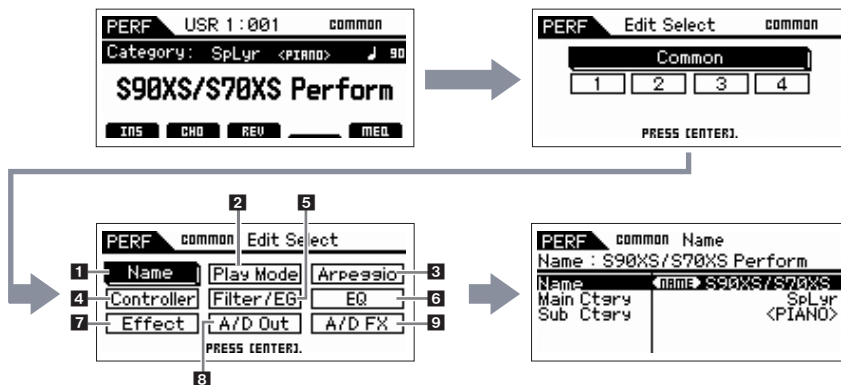 PERF USR 1:001 common
Category: SpLyr <PIANO> ♩ 90
S90XS/S70XS Perform
INS CHO REV MEQ
PERF Edit Select common
Common
1 2 3 4
PRESS [ENTER].
2 5
PERF common Edit Select
1 Name Play Mode Arpeggio 3
4 Controller Filter/EG EQ 6
7 Effect A/D Out A/D FX 9
PRESS [ENTER].
8
PERF common Name
Name : S90XS/S70XS Perform
Name NAME S90XS/S70XS
Main Ctgry SpLyr
Sub Ctgry <PIANO>